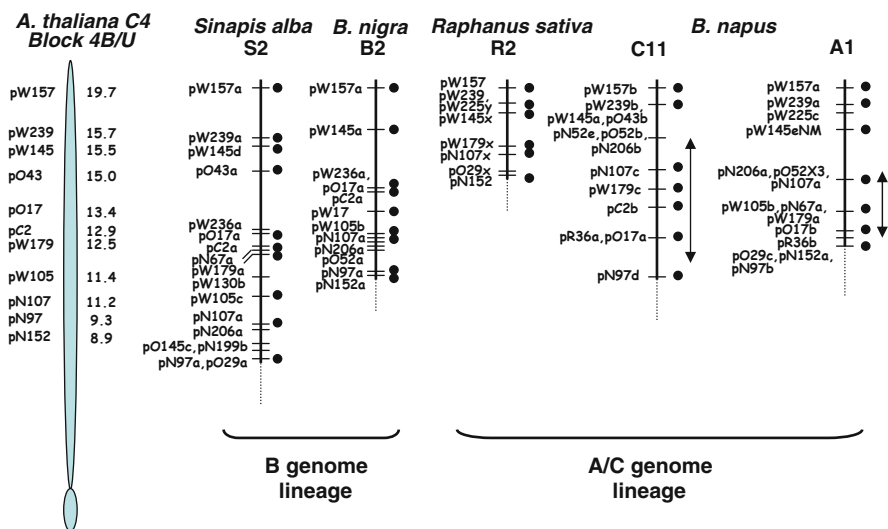 A. thaliana C4
Block 4B/U
pW157 19.7
pW239 15.7
pW145 15.5
pO43 15.0
pO17 13.4
pC2 12.9
pW179 12.5
pW105 11.4
pN107 11.2
pN97 9.3
pN152 8.9
Sinapis alba
S2
pW157a
pW239a
pW145d
pO43a
pW236a
pO17a
pC2a
pN67a
pW179a
pW130b
pW105c
pN107a
pN206a
pO145c,pN199b
pN97a,pO29a
B. nigra
B2
pW157a
pW145a
pW236a,
pO17a
pC2a
pW17
pW105b
pN107a
pN206a
pO52a
pN97a
pN152a
B genome
lineage
Raphanus sativa
R2
pW157
pW239,
pW225y
pW145x
pW179x
pN107x
pO29x
pN152
B. napus
C11
pW157b
pW239b,
pW145a,pO43b
pN52e,pO52b,
pN206b
pN107c
pW179c
pC2b
pR36a,pO17a
pN97d
A1
pW157a
pW239a
pW225c
pW145eNM
pN206a,pO52X3,
pN107a
pW105b,pN67a,
pW179a
pO17b
pR36b
pO29c,pN152a,
pN97b
A/C genome
lineage